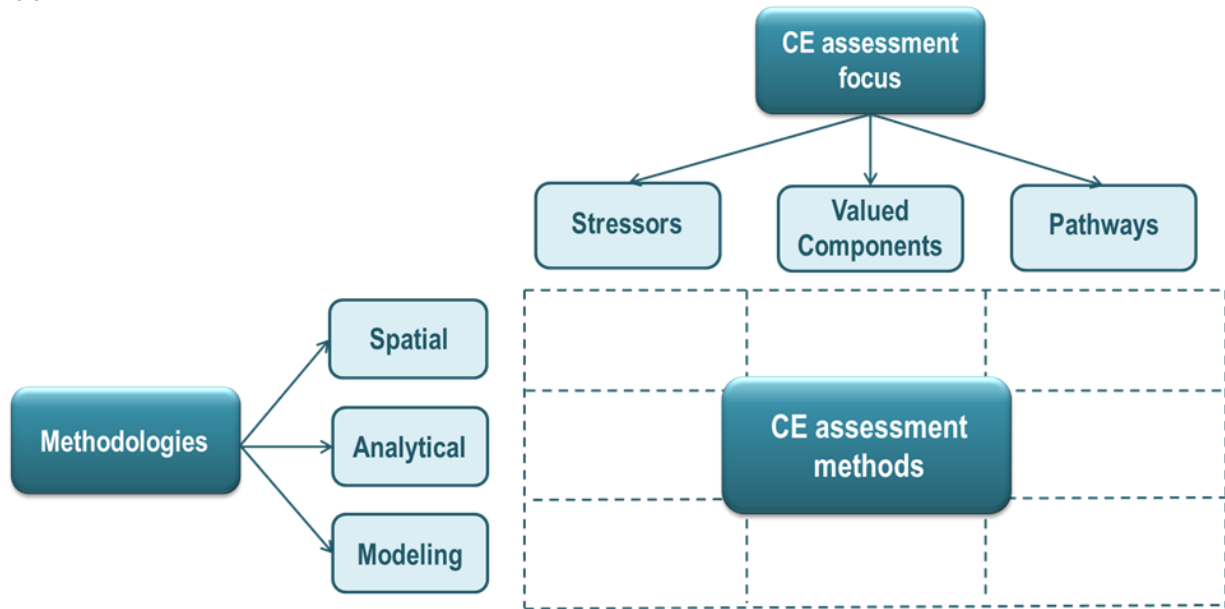 CE assessment
focus
Stressors
Valued
Components
Pathways
Spatial
Methodologies
Analytical
Modeling
CE assessment
methods